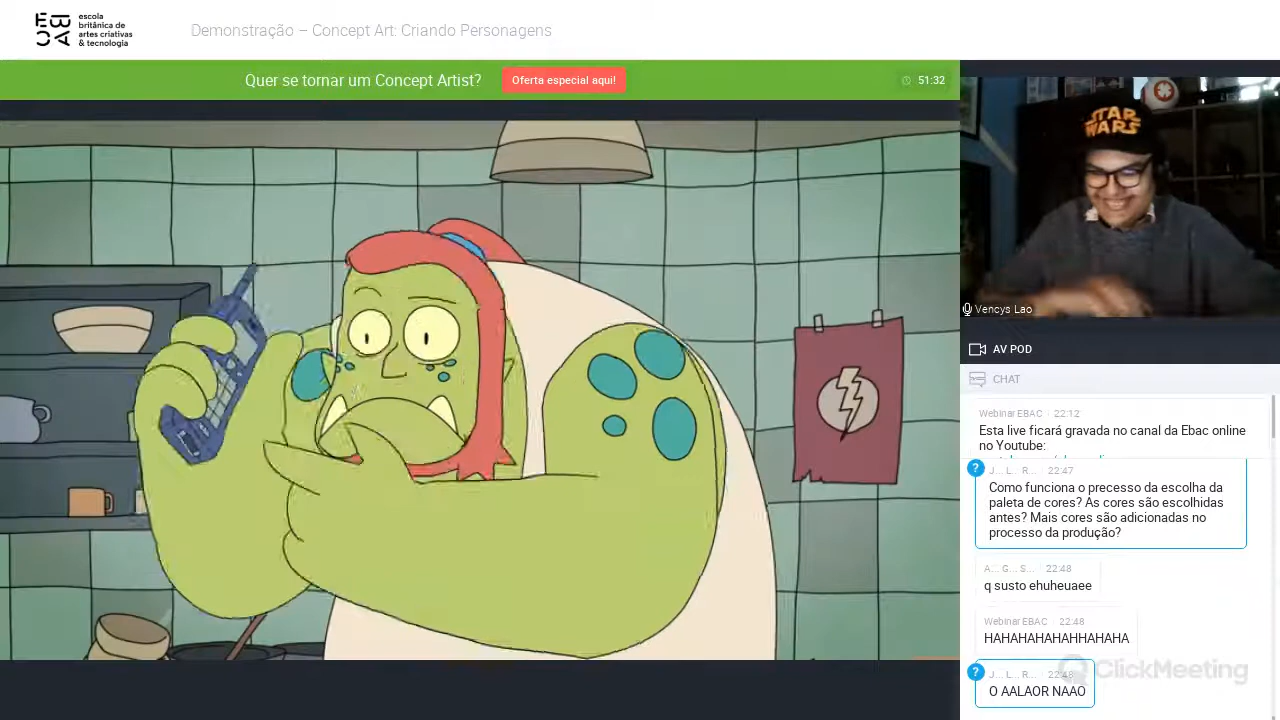 escola
britânica de
artes criativas
& tecnologia
EBAC
Demonstração – Concept Art: Criando Personagens
Quer se tornar um Concept Artist?
Oferta especial aqui!
51:32
STAR
WARS
Vencys Lao
AV POD
CHAT
Webinar EBAC | 22:12
Esta live ficará gravada no canal da Ebac online
no Youtube:
? J... L... R... | 22:47
Como funciona o precesso da escolha da
paleta de cores? As cores são escolhidas
antes? Mais cores são adicionadas no
processo da produção?
A... G... S... | 22:48
q susto ehuheuaee
Webinar EBAC | 22:48
HAHAHAHAHAHHAHAHA
? J... L... R... | 22:48
O AALAOR NAAO
ClickMeeting